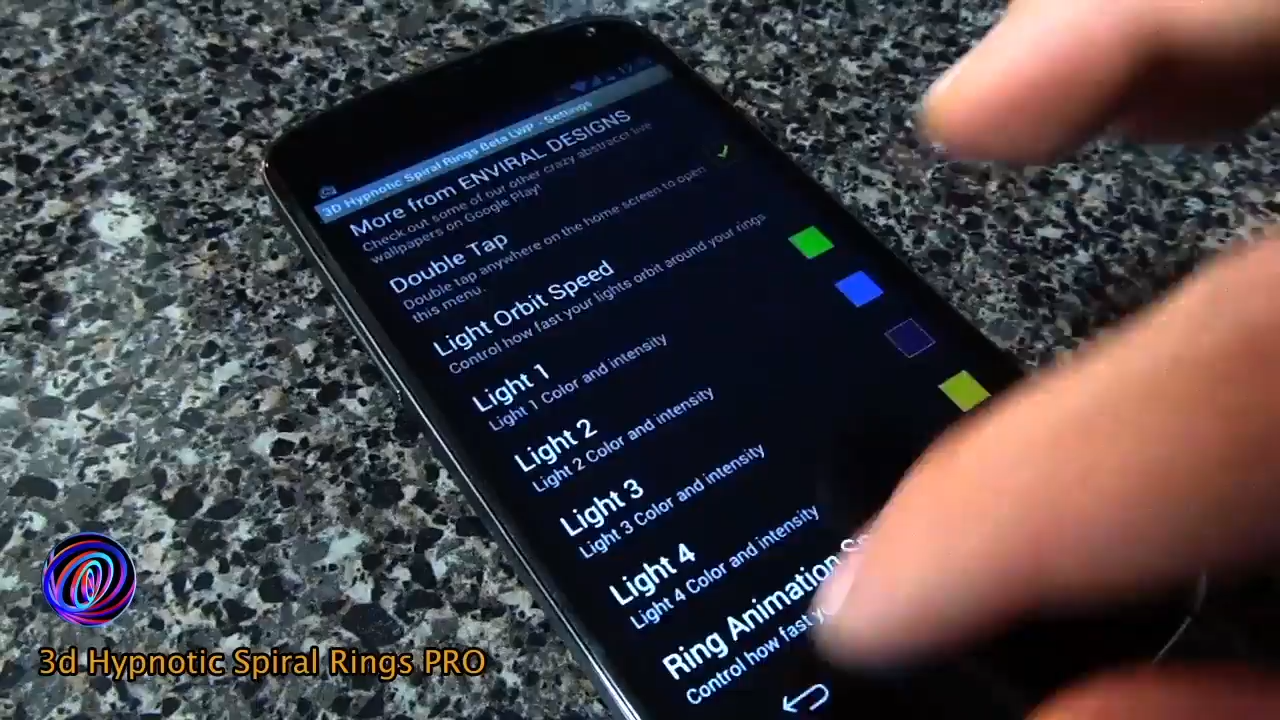 3D Hypnotic Spiral Rings Beta LWP - Settings
More from ENVIRAL DESIGNS
Check out some of our other crazy abstracct live
wallpapers on Google Play!
Double Tap
Double tap anywhere on the home screen to open
this menu.
Light Orbit Speed
Control how fast your lights orbit around your rings
Light 1
Light 1 Color and intensity
Light 2
Light 2 Color and intensity
Light 3
Light 3 Color and intensity
Light 4
Light 4 Color and intensity
Ring Animation
Control how fast
3d Hypnotic Spiral Rings PRO